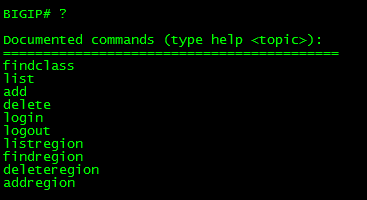 BIGIP# ?
Documented commands (type help <topic>):
========================================
findclass
list
add
delete
login
logout
listregion
findregion
deleteregion
addregion